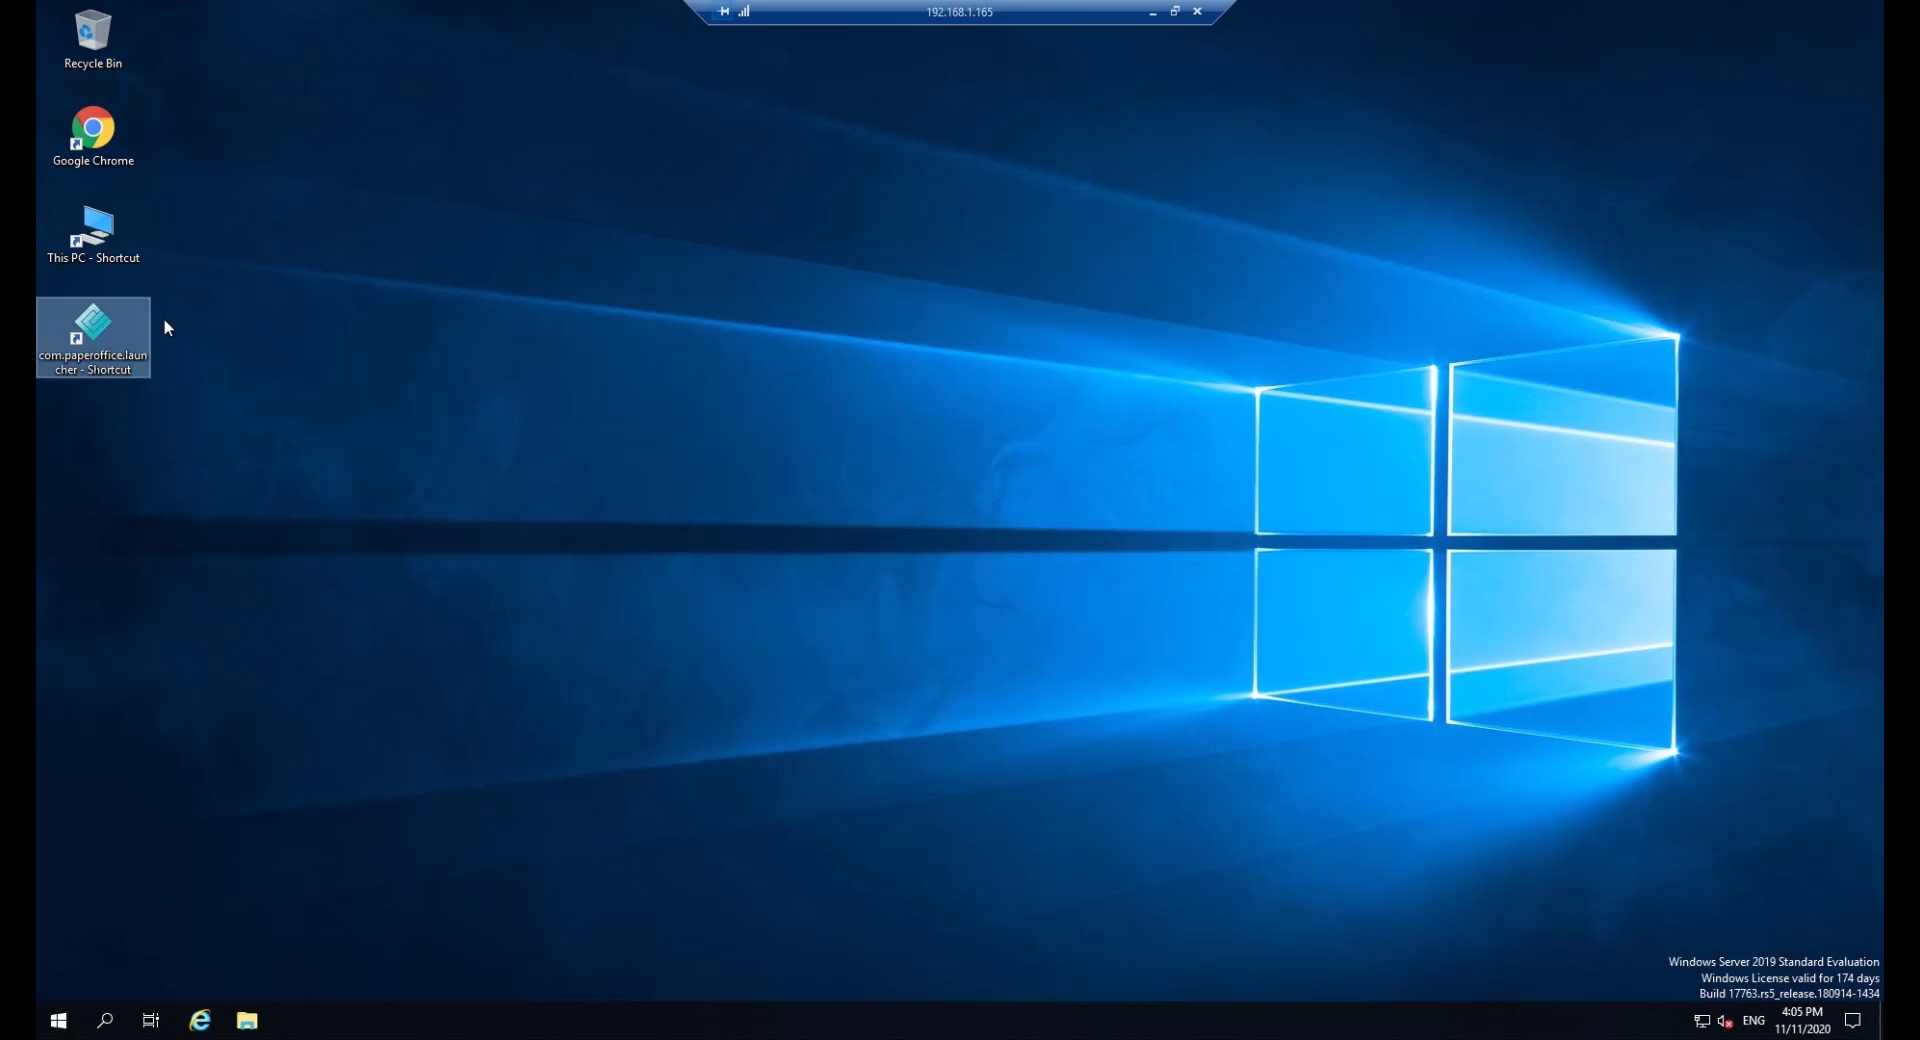 192.168.1.165
Recycle Bin
Google Chrome
This PC - Shortcut
com.paperoffice.laun
cher - Shortcut
Windows Server 2019 Standard Evaluation
Windows License valid for 174 days
Build 17763.rs5_release.180914-1434
ENG
4:05 PM
11/11/2020